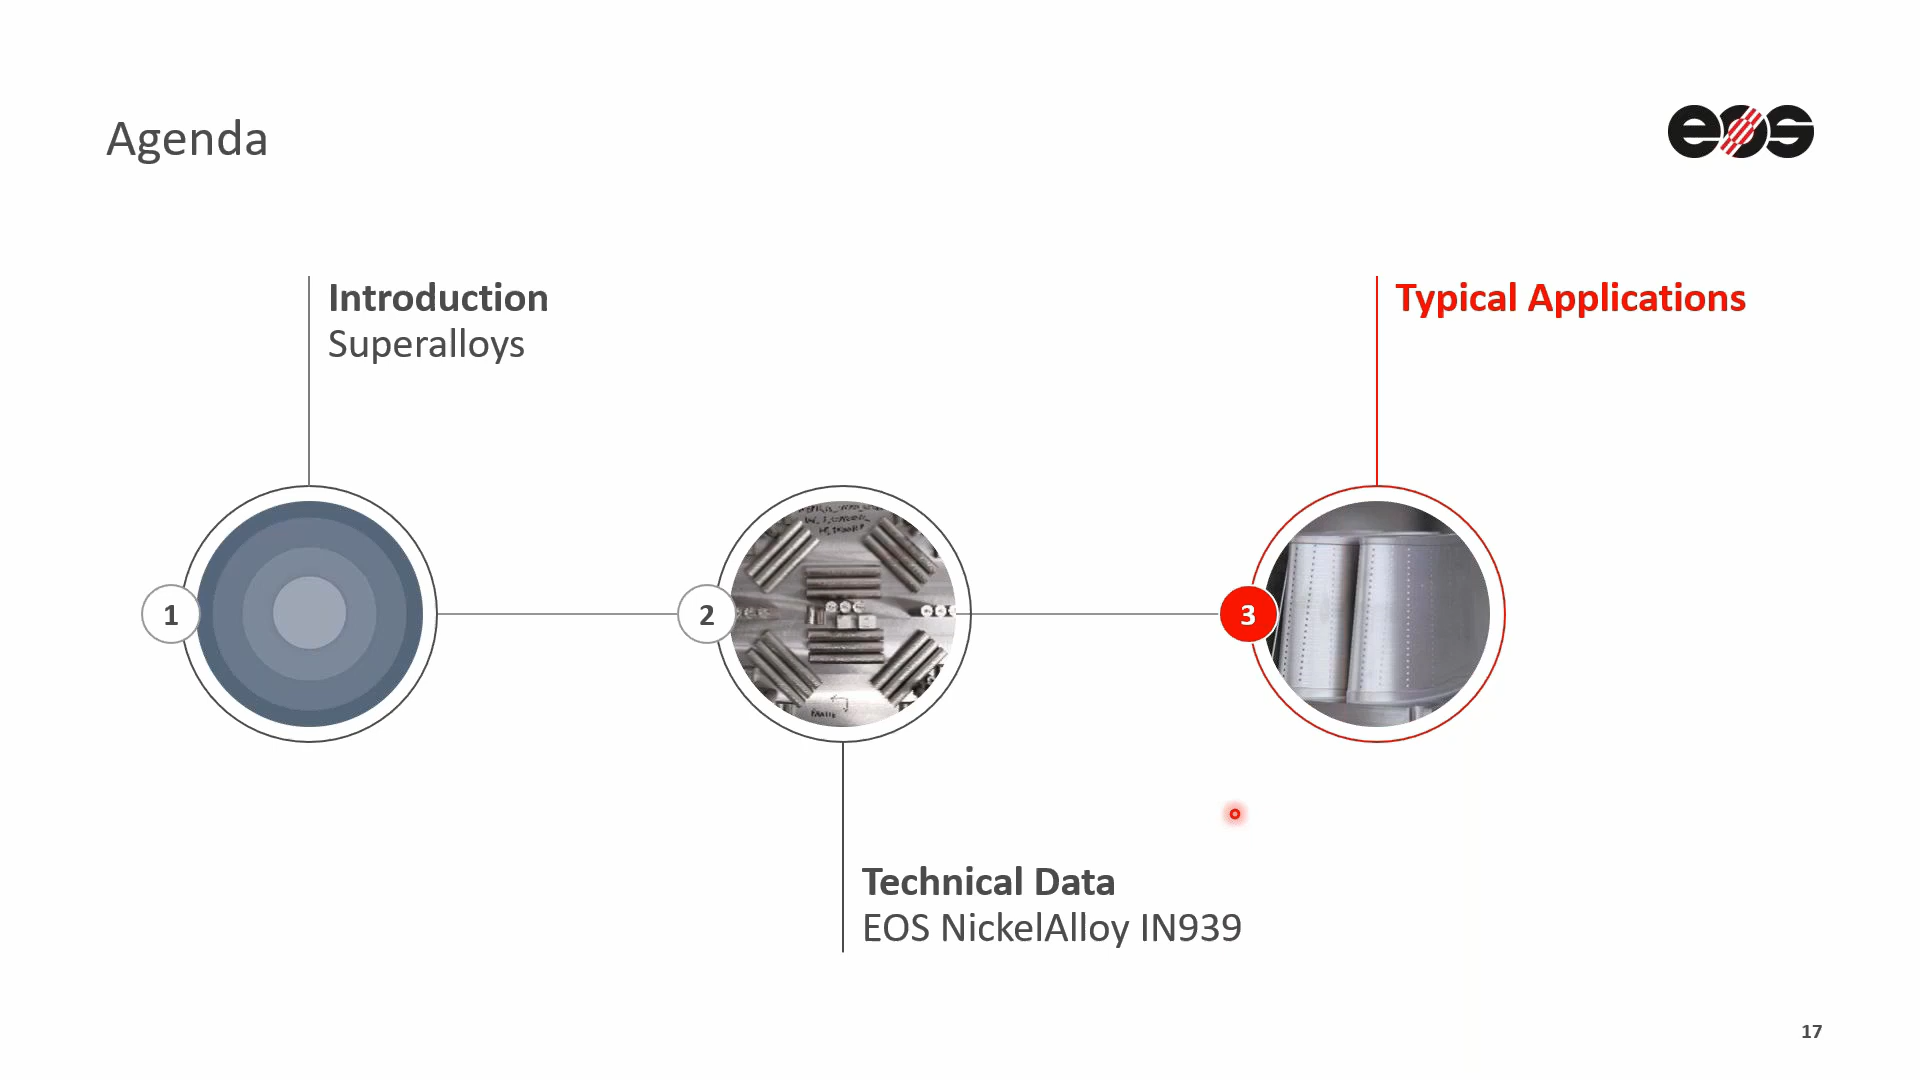 Agenda
eos
Introduction
Superalloys
Typical Applications
1
2
3
Technical Data
EOS NickelAlloy IN939
17